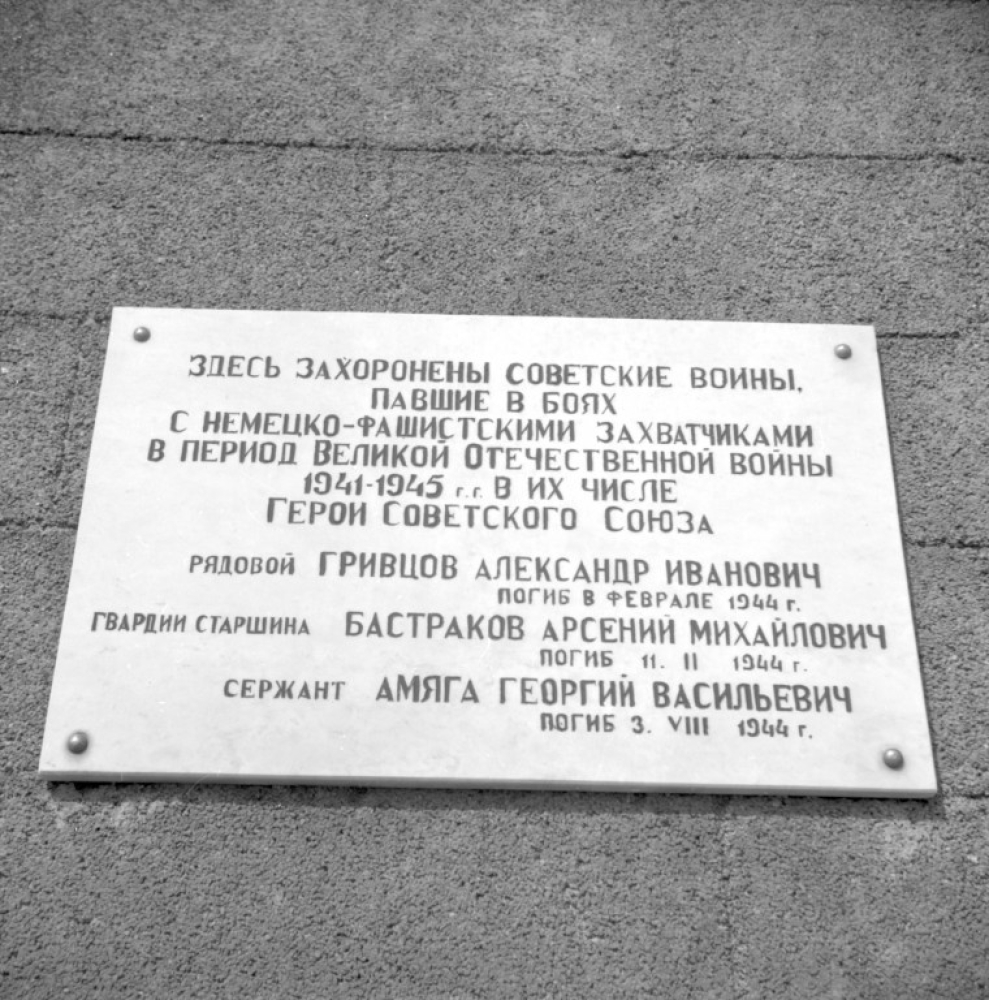 ЗДЕСЬ ЗАХОРОНЕНЫ СОВЕТСКИЕ ВОИНЫ,
ПАВШИЕ В БОЯХ
С НЕМЕЦКО-ФАШИСТСКИМИ ЗАХВАТЧИКАМИ
В ПЕРИОД ВЕЛИКОЙ ОТЕЧЕСТВЕННОЙ ВОЙНЫ
1941-1945 г.г. В ИХ ЧИСЛЕ
ГЕРОИ СОВЕТСКОГО СОЮЗА
РЯДОВОЙ ГРИВЦОВ АЛЕКСАНДР ИВАНОВИЧ
ПОГИБ В ФЕВРАЛЕ 1944 г.
ГВАРДИИ СТАРШИНА БАСТРАКОВ АРСЕНИЙ МИХАЙЛОВИЧ
ПОГИБ 11. II 1944 г.
СЕРЖАНТ АМЯГА ГЕОРГИЙ ВАСИЛЬЕВИЧ
ПОГИБ 3. VIII 1944 г.